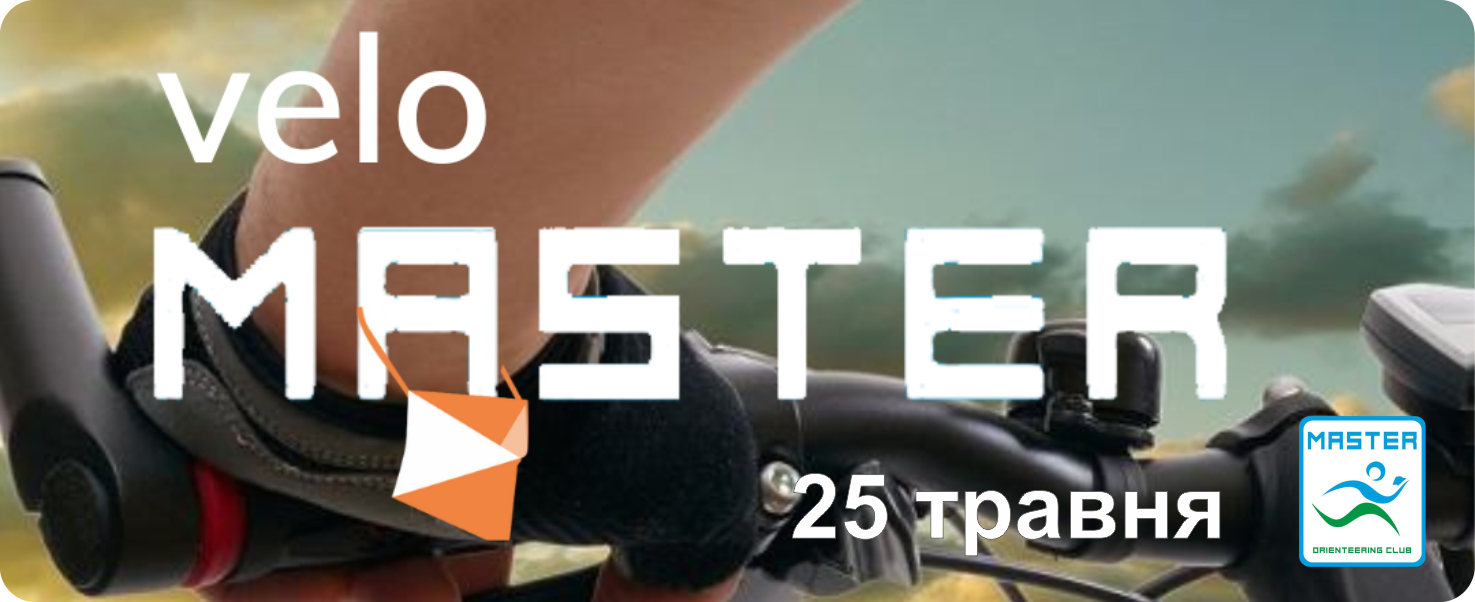 velo
MASTER
25 травня
MASTER
ORIENTEERING CLUB